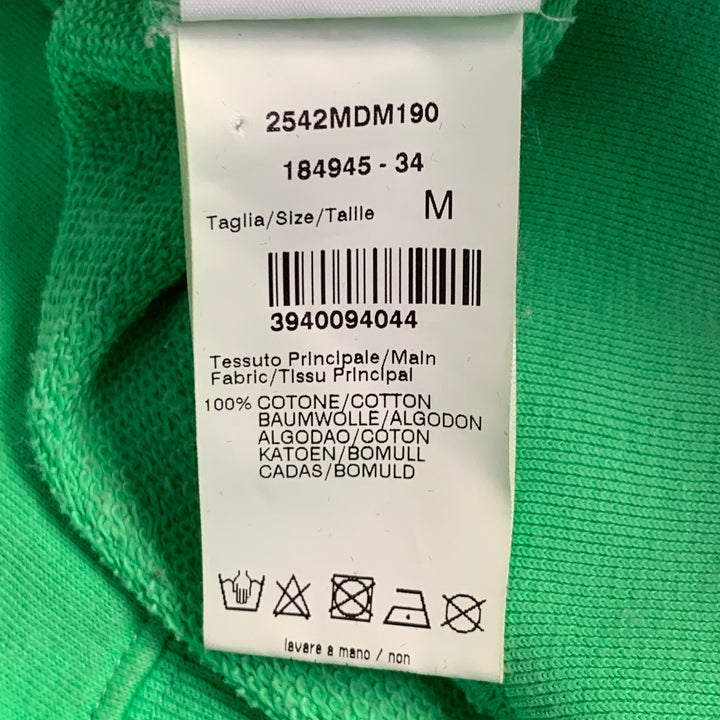 2542MDM190
184945 - 34
Taglia/Size/Taille M
3940094044
Tessuto Principale/Main
Fabric/Tissu Principal
100% COTONE/COTTON
BAUMWOLLE/ALGODON
ALGODAO/COTON
KATOEN/BOMULL
CADAS/BOMULD
lavare a mano / non